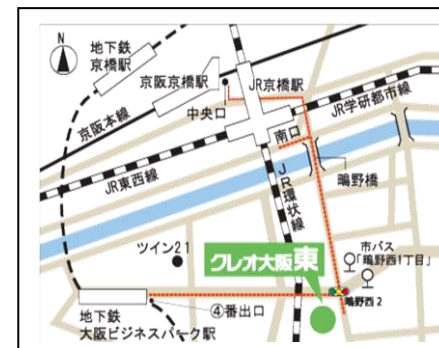 N
地下鉄
京橋駅
京阪京橋駅
JR京橋駅
中央口
JR学研都市線
京阪本線
南口
JR東西線
JR環状線
鴫野橋
ツイン21
クレオ大阪東
市バス
「鴫野西1丁目」
④番出口
鴫野西2
地下鉄
大阪ビジネスパーク駅